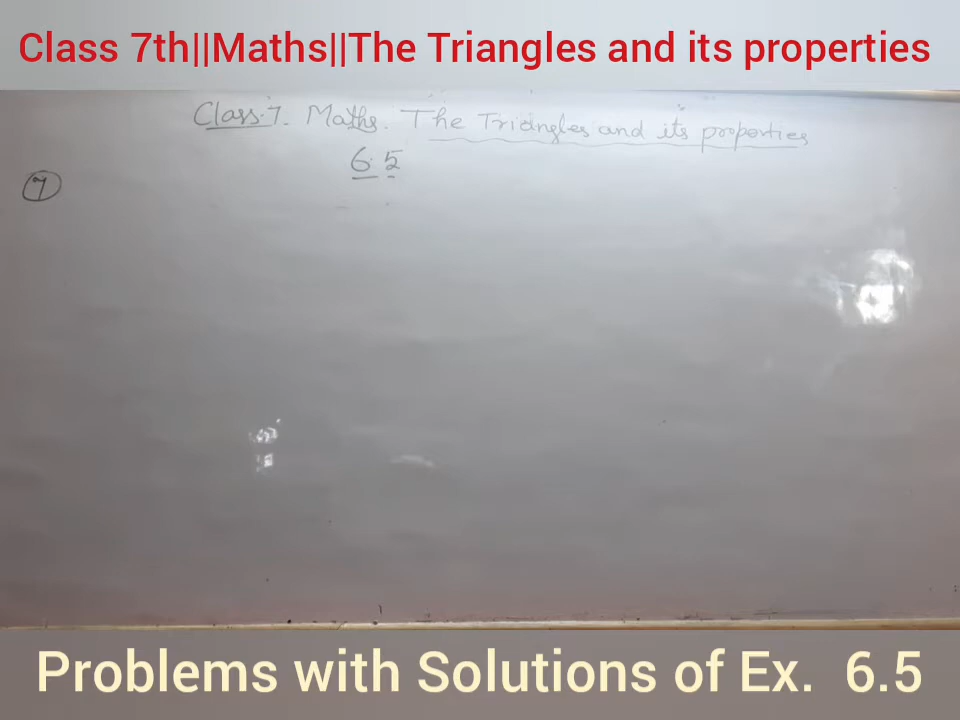 Class 7th||Maths||The Triangles and its properties
Class.7. Maths. The Triangles and its properties
6.5
7
Problems with Solutions of Ex. 6.5